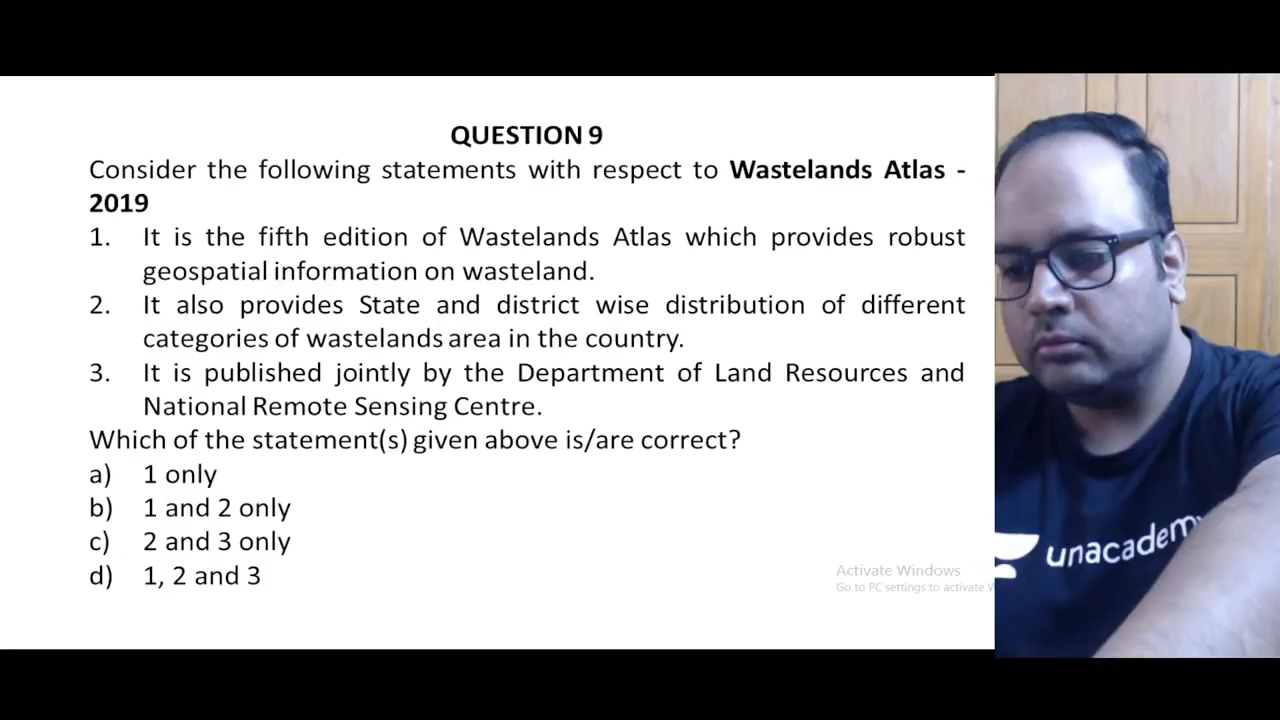 QUESTION 9
Consider the following statements with respect to Wastelands Atlas -
2019
1. It is the fifth edition of Wastelands Atlas which provides robust
geospatial information on wasteland.
2. It also provides State and district wise distribution of different
categories of wastelands area in the country.
3. It is published jointly by the Department of Land Resources and
National Remote Sensing Centre.
Which of the statement(s) given above is/are correct?
a) 1 only
b) 1 and 2 only
c) 2 and 3 only
d) 1, 2 and 3
Activate Windows
Go to PC settings to activate
unacademy